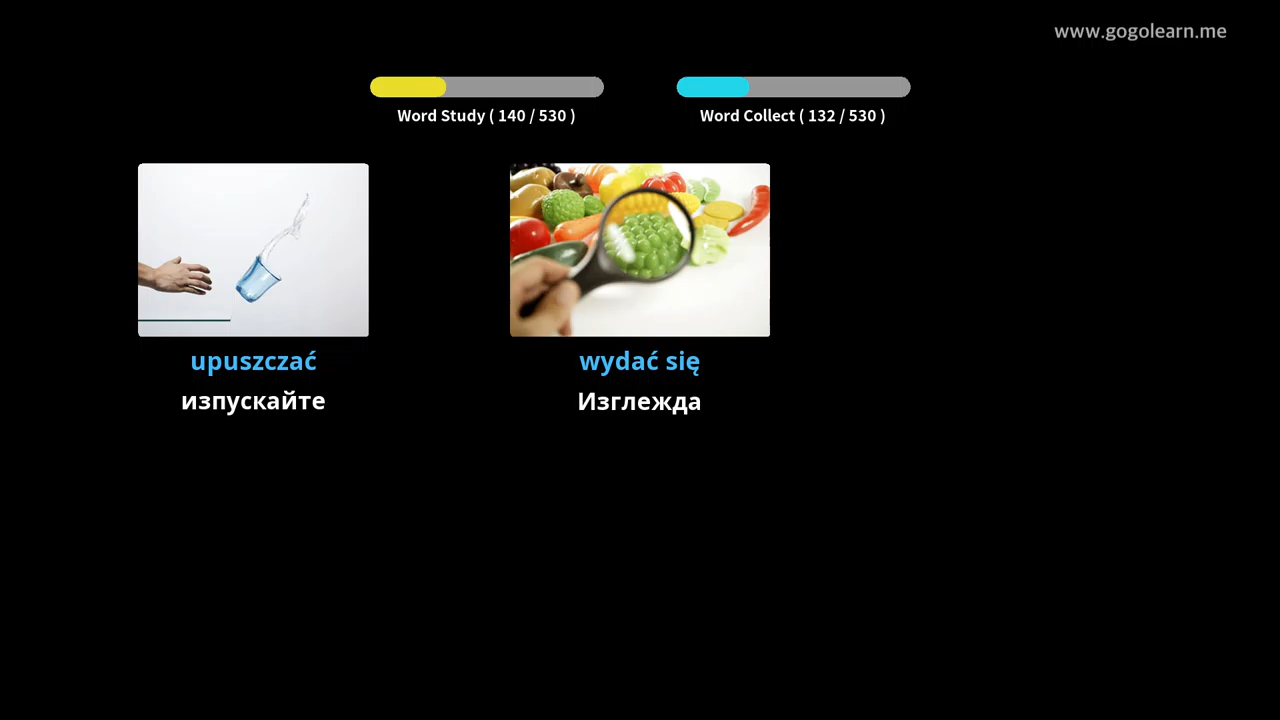 www.gogolearn.me
Word Study ( 140 / 530 )
Word Collect ( 132 / 530 )
upuszczać
изпускайте
wydać się
Изглежда